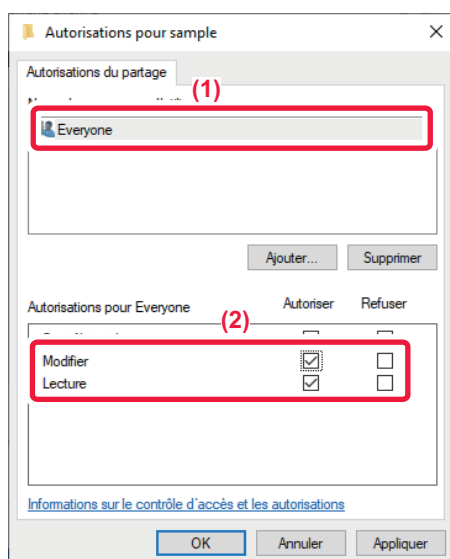 Autorisations pour sample
Autorisations du partage
(1)
Everyone
Ajouter... Supprimer
Autorisations pour Everyone Autoriser Refuser
(2)
Modifier
Lecture
Informations sur le contrôle d'accès et les autorisations
OK Annuler Appliquer